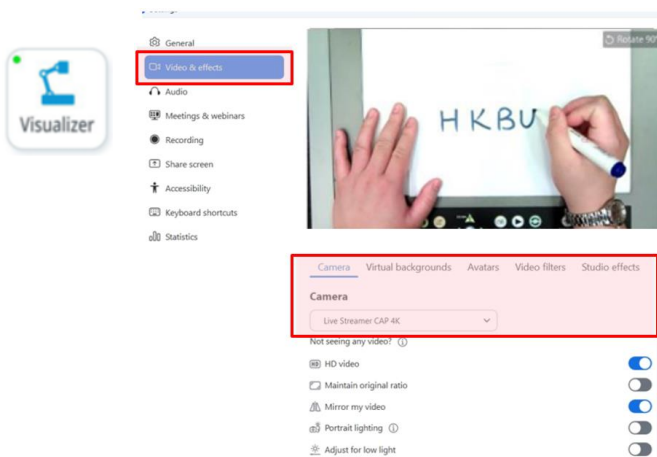 Visualizer
General
Video & effects
Audio
Meetings & webinars
Recording
Share screen
Accessibility
Keyboard shortcuts
Statistics
Rotate 90°
HKBU
Camera Virtual backgrounds Avatars Video filters Studio effects
Camera
Live Streamer CAP 4K
Not seeing any video?
HD video
Maintain original ratio
Mirror my video
Portrait lighting
Adjust for low light